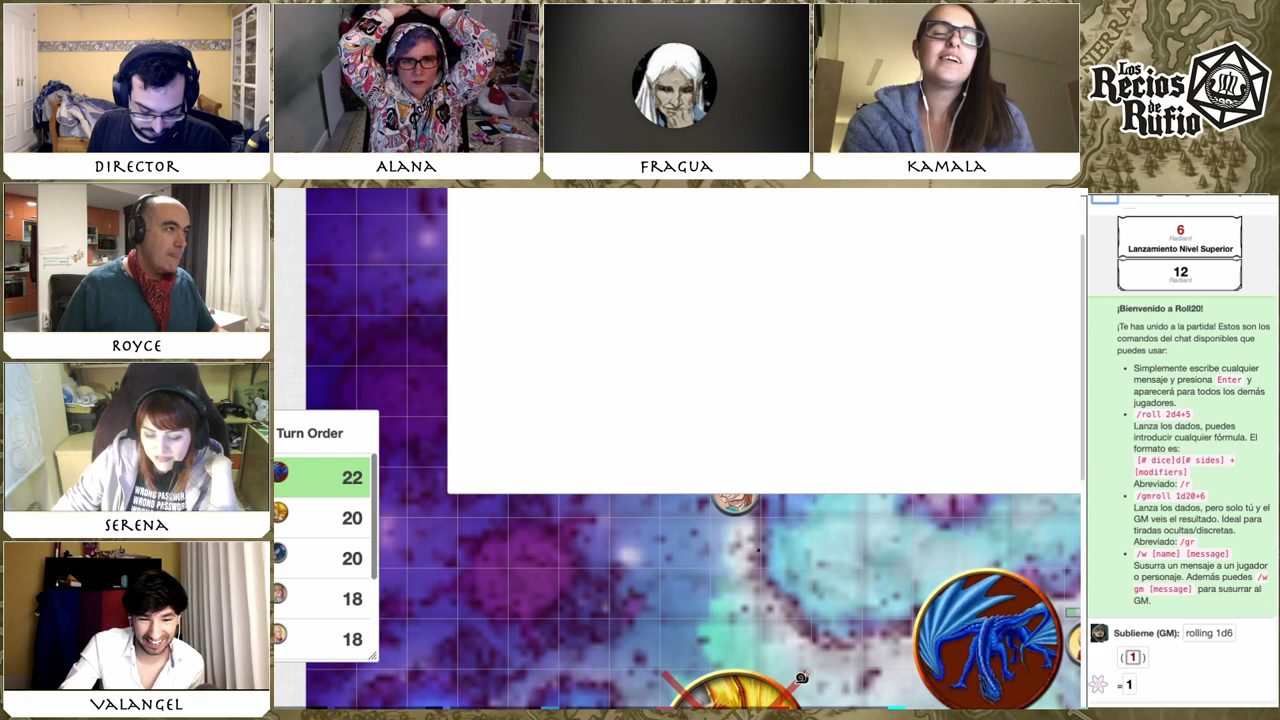 DIRECTOR
ALANA
FRAGUA
KAMALA
Los
Recios
de
Rufio
ROYCE
SERENA
VALANGEL
WRONG PASSWORD
WRONG PASSWORD
Turn Order
22
20
20
18
18
6
Radiant
Lanzamiento Nivel Superior
12
Radiant
¡Bienvenido a Roll20!
¡Te has unido a la partida! Estos son los
comandos del chat disponibles que
puedes usar:
• Simplemente escribe cualquier
mensaje y presiona Enter y
aparecerá para todos los demás
jugadores.
• /roll 2d4+5
Lanza los dados, puedes
introducir cualquier fórmula. El
formato es:
[# dice]d[# sides] +
[modifiers]
Abreviado: /r
• /gmroll 1d20+6
Lanza los dados, pero solo tú y el
GM veis el resultado. Ideal para
tiradas ocultas/discretas.
Abreviado: /gr
• /w [name] [message]
Susurra un mensaje a un jugador
o personaje. Además puedes /w
gm [message] para susurrar al
GM.
Sublieme (GM): rolling 1d6
(1)
=1